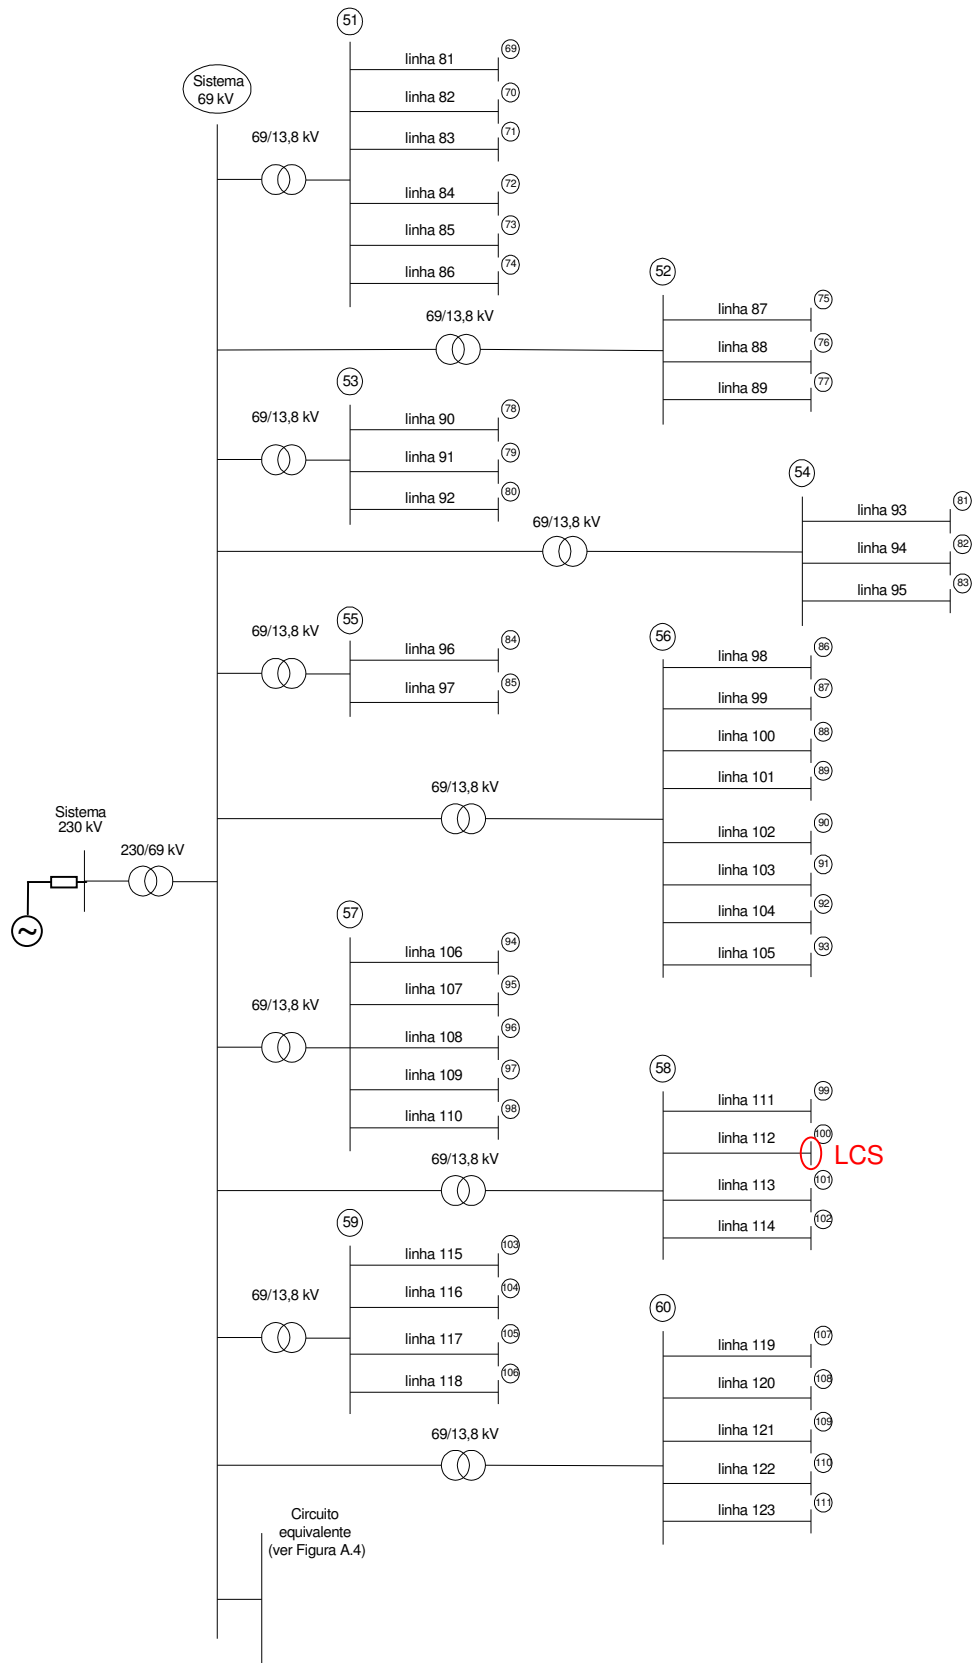 51
linha 81
69
linha 82
70
linha 83
71
linha 84
72
linha 85
73
linha 86
74
Sistema
69 kV
69/13,8 kV
52
linha 87
75
linha 88
76
linha 89
77
69/13,8 kV
53
linha 90
78
linha 91
79
linha 92
80
69/13,8 kV
54
linha 93
81
linha 94
82
linha 95
83
69/13,8 kV
55
linha 96
84
linha 97
85
69/13,8 kV
56
linha 98
86
linha 99
87
linha 100
88
linha 101
89
linha 102
90
linha 103
91
linha 104
92
linha 105
93
69/13,8 kV
Sistema
230 kV
230/69 kV
57
linha 106
94
linha 107
95
linha 108
96
linha 109
97
linha 110
98
69/13,8 kV
58
linha 111
99
linha 112
100
LCS
linha 113
101
linha 114
102
69/13,8 kV
59
linha 115
103
linha 116
104
linha 117
105
linha 118
106
69/13,8 kV
60
linha 119
107
linha 120
108
linha 121
109
linha 122
110
linha 123
111
69/13,8 kV
Circuito
equivalente
(ver Figura A.4)